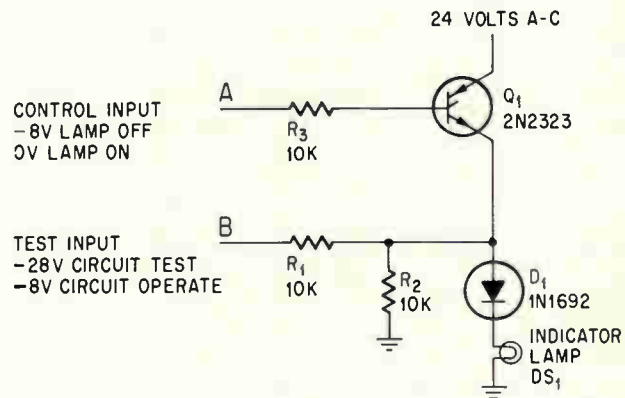 24 VOLTS A-C
A
Q1
2N2323
CONTROL INPUT
-8V LAMP OFF
0V LAMP ON
R3
10K
B
TEST INPUT
-28V CIRCUIT TEST
-8V CIRCUIT OPERATE
R1
10K
R2
10K
D1
1N1692
INDICATOR
LAMP
DS1